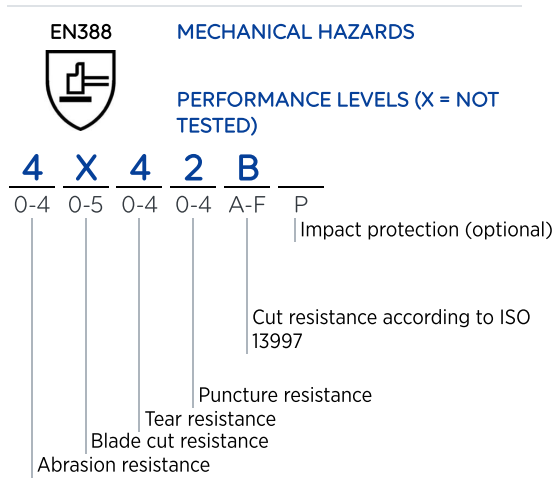 EN388
MECHANICAL HAZARDS
PERFORMANCE LEVELS (X = NOT
TESTED)
4 X 4 2 B
0-4 0-5 0-4 0-4 A-F P
Impact protection (optional)
Cut resistance according to ISO
13997
Puncture resistance
Tear resistance
Blade cut resistance
Abrasion resistance